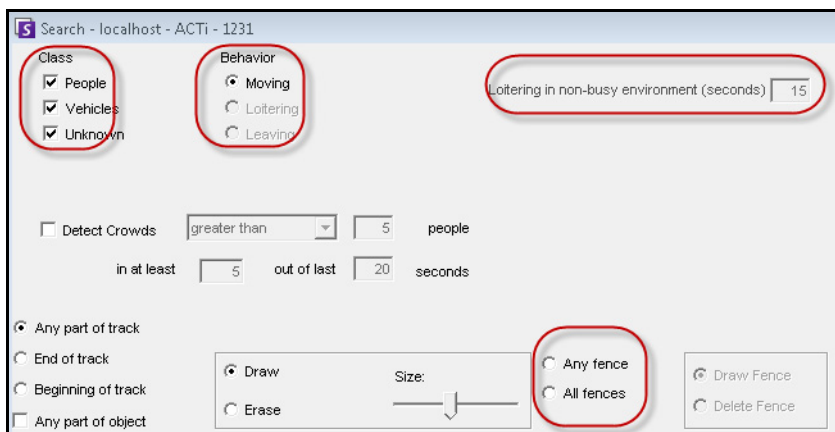 Search - localhost - ACTi - 1231
Class
Behavior
People
Moving
Loitering in non-busy environment (seconds) 15
Vehicles
Loitering
Unknown
Leaving
Detect Crowds greater than 5 people
in at least 5 out of last 20 seconds
Any part of track
End of track
Beginning of track
Any part of object
Draw
Erase
Size:
Any fence
All fences
Draw Fence
Delete Fence